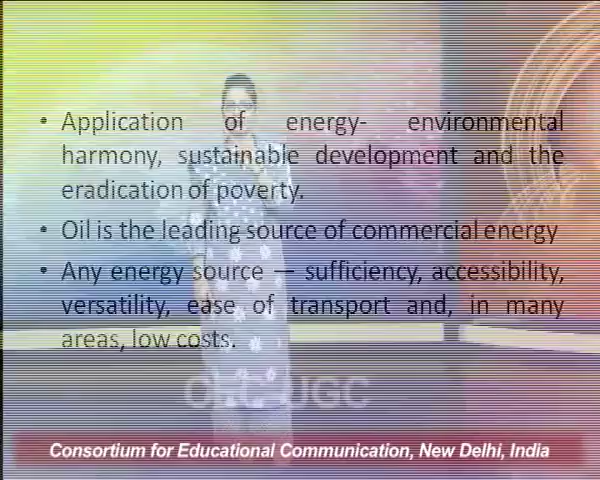 • Application of energy- environmental
harmony, sustainable development and the
eradication of poverty.
• Oil is the leading source of commercial energy
• Any energy source — sufficiency, accessibility,
versatility, ease of transport and, in many
areas, low costs.
CEC-UGC
Consortium for Educational Communication, New Delhi, India